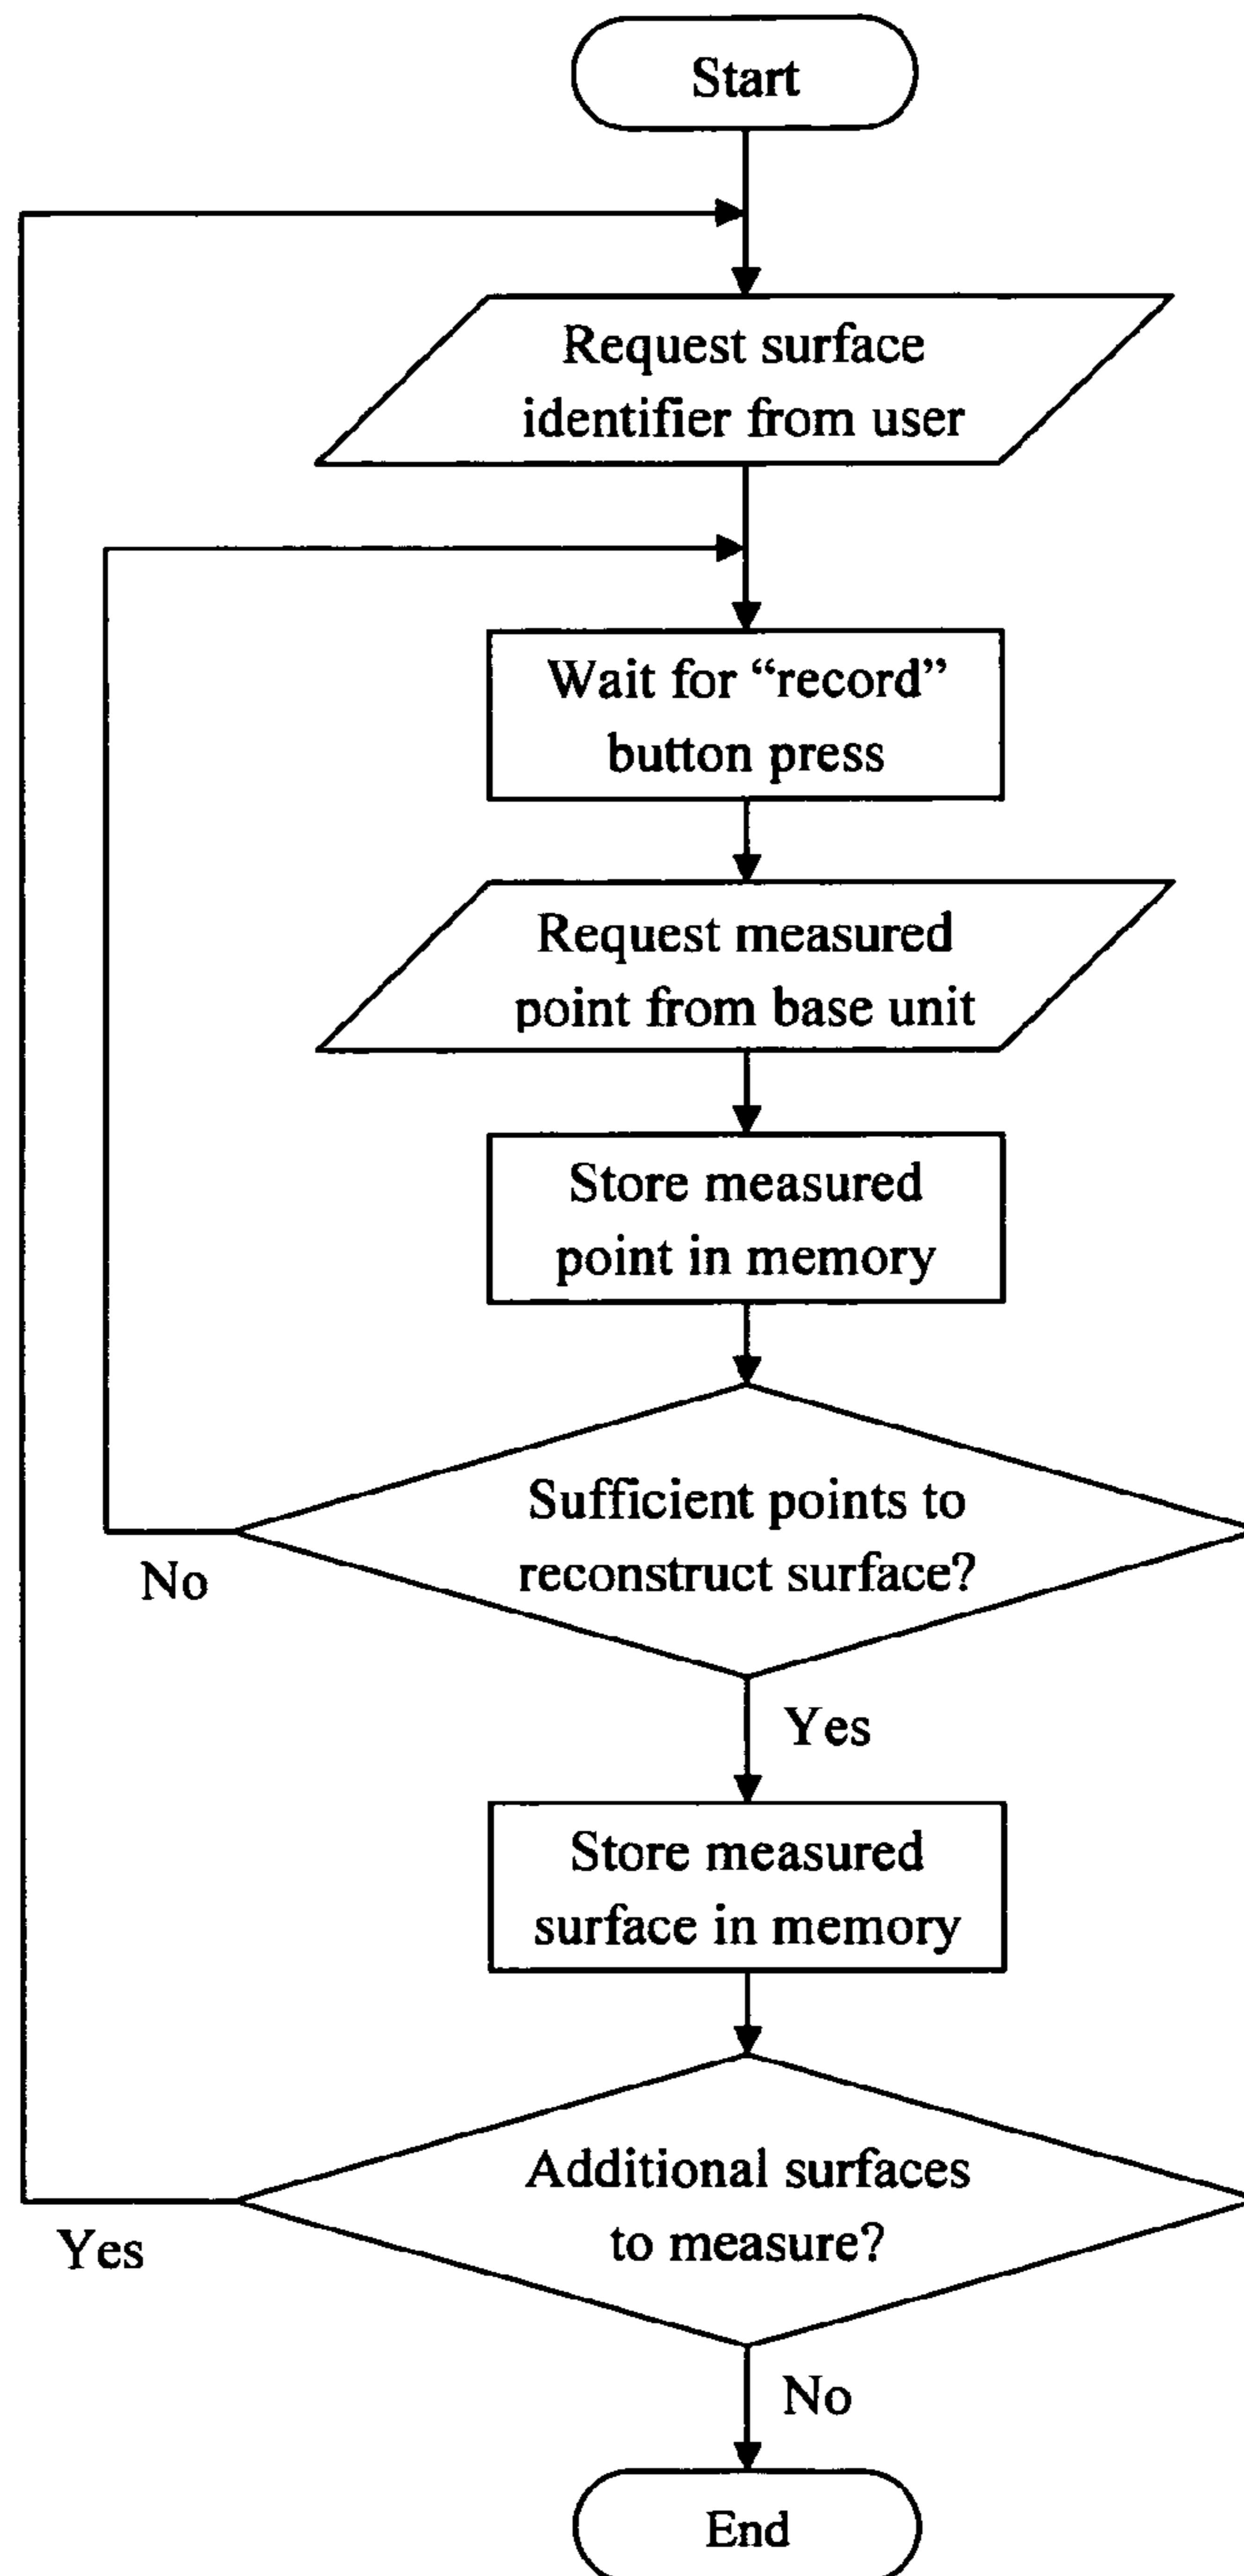 Start
Request surface
identifier from user
Wait for “record”
button press
Request measured
point from base unit
Store measured
point in memory
Sufficient points to
reconstruct surface?
No
Yes
Store measured
surface in memory
Additional surfaces
to measure?
Yes
No
End